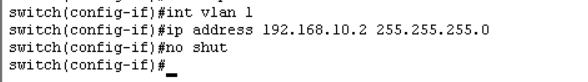 switch(config-if)#int vlan 1
switch(config-if)#ip address 192.168.10.2 255.255.255.0
switch(config-if)#no shut
switch(config-if)#